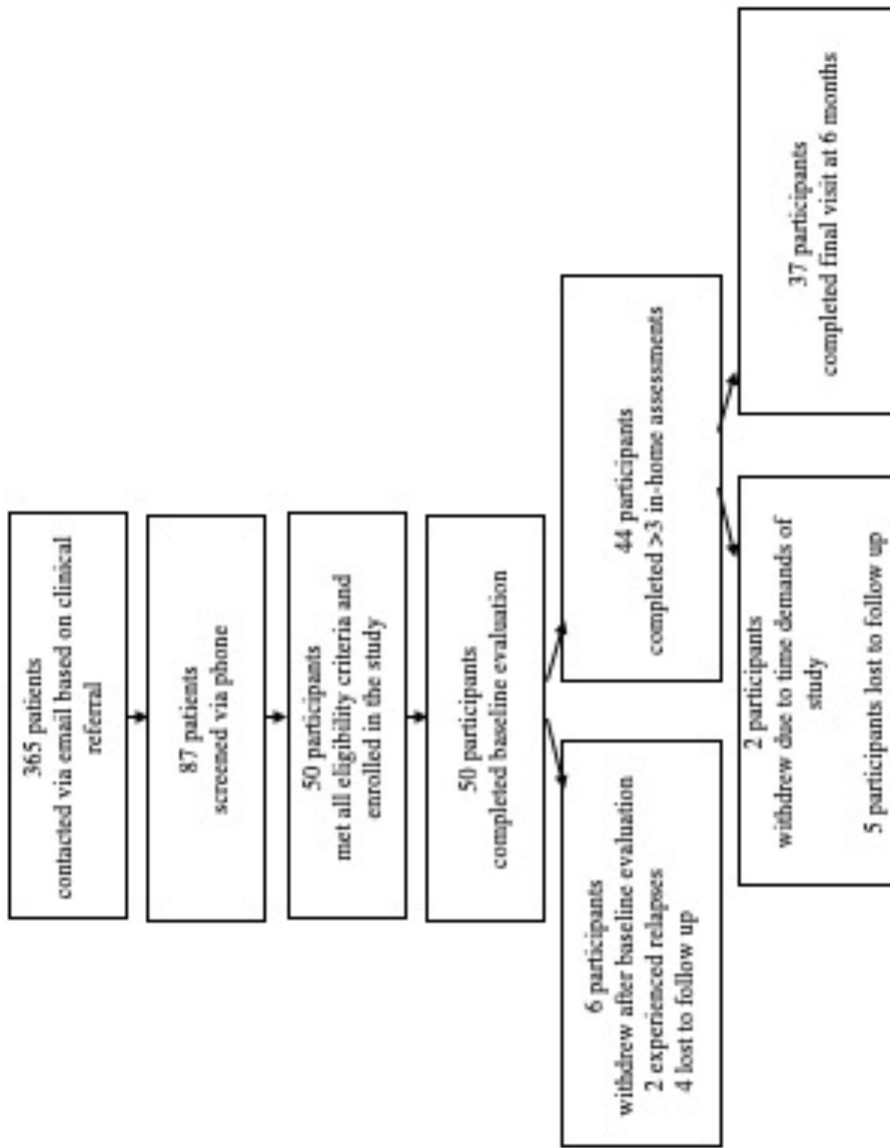 365 patients
contacted via email based on clinical
referral
87 patients
screened via phone
50 participants
met all eligibility criteria and
enrolled in the study
50 participants
completed baseline evaluation
6 participants
withdrew after baseline evaluation
2 experienced relapses
4 lost to follow up
44 participants
completed >3 in-home assessments
2 participants
withdrew due to time demands of
study
5 participants lost to follow up
37 participants
completed final visit at 6 months